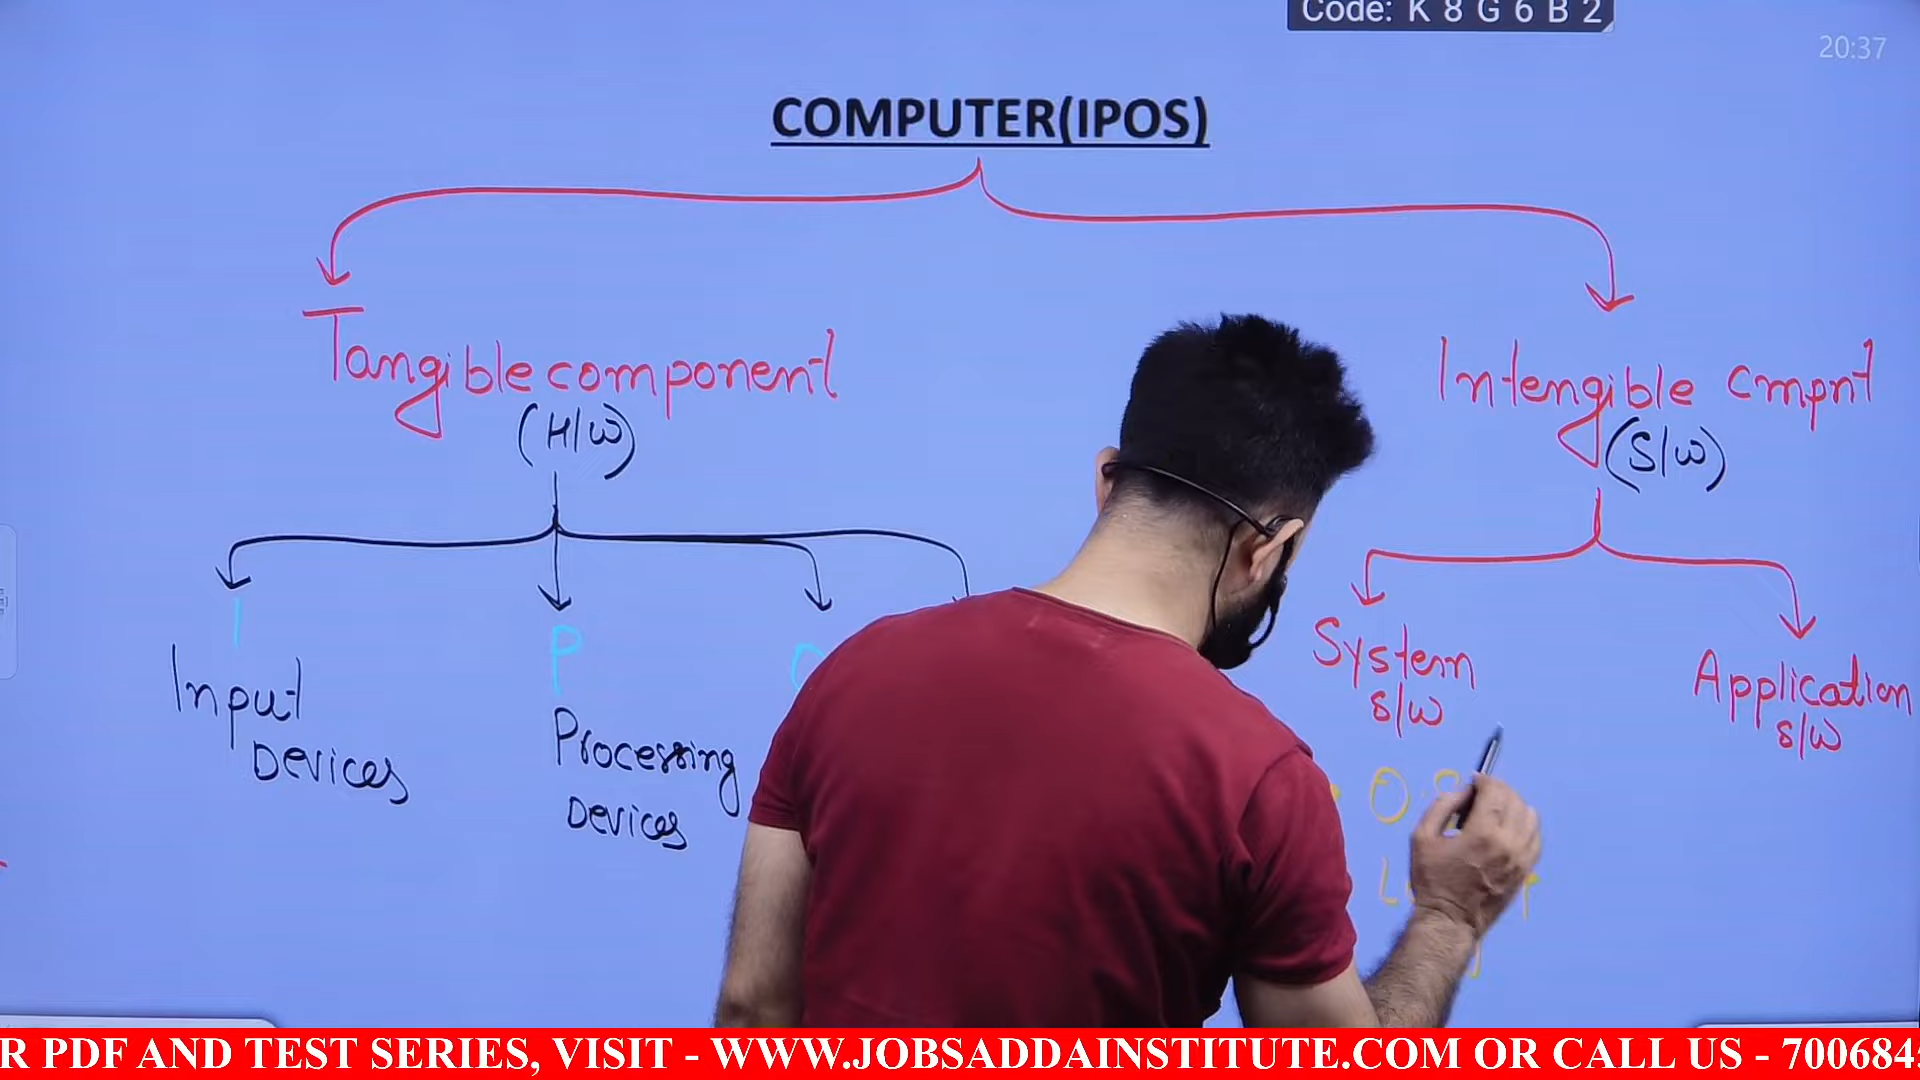 Code: K 8 G 6 B 2
20:37
COMPUTER(IPOS)
Tangible component
(H/W)
Intengible cmpnt
(S/W)
I
P
Input
Devices
Processing
Devices
System
S/W
Application
S/W
R PDF AND TEST SERIES, VISIT - WWW.JOBSADDAINSTITUTE.COM OR CALL US - 700684